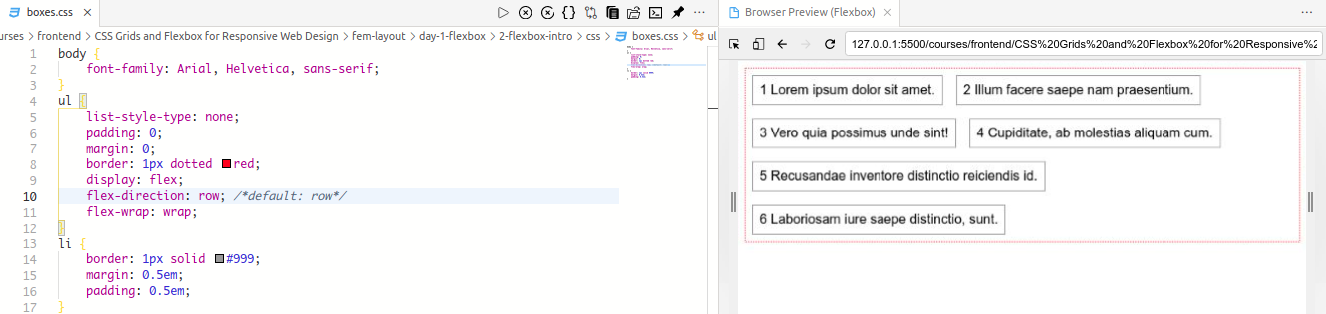 boxes.css
Browser Preview (Flexbox)
urses > frontend > CSS Grids and Flexbox for Responsive Web Design > fem-layout > day-1-flexbox > 2-flexbox-intro > css > boxes.css > ul
127.0.0.1:5500/courses/frontend/CSS%20Grids%20and%20Flexbox%20for%20Responsive%2
1 body {
2 font-family: Arial, Helvetica, sans-serif;
3 }
4 ul {
5 list-style-type: none;
6 padding: 0;
7 margin: 0;
8 border: 1px dotted red;
9 display: flex;
10 flex-direction: row; /*default: row*/
11 flex-wrap: wrap;
12 }
13 li {
14 border: 1px solid #999;
15 margin: 0.5em;
16 padding: 0.5em;
17 }
1 Lorem ipsum dolor sit amet.
2 Illum facere saepe nam praesentium.
3 Vero quia possimus unde sint!
4 Cupiditate, ab molestias aliquam cum.
5 Recusandae inventore distinctio reiciendis id.
6 Laboriosam iure saepe distinctio, sunt.